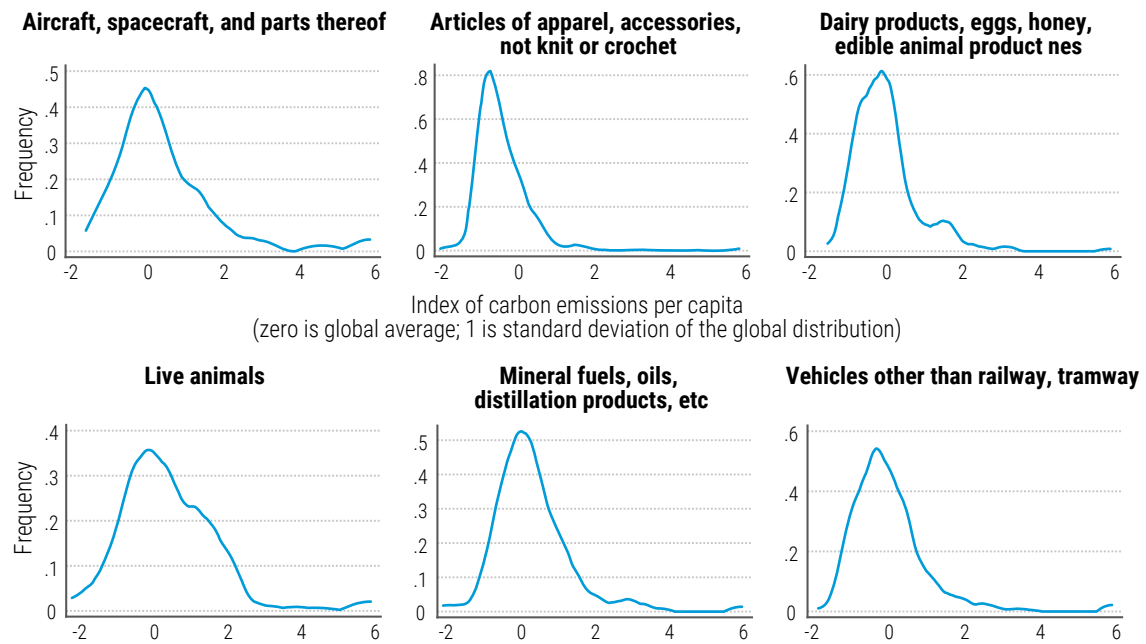 Aircraft, spacecraft, and parts thereof
Articles of apparel, accessories,
not knit or crochet
Dairy products, eggs, honey,
edible animal product nes
Frequency
.5
.4
.3
.2
.1
0
-2 0 2 4 6
.8
.6
.4
.2
0
-2 0 2 4 6
.6
.4
.2
0
-2 0 2 4 6
Index of carbon emissions per capita
(zero is global average; 1 is standard deviation of the global distribution)
Live animals
Mineral fuels, oils,
distillation products, etc
Vehicles other than railway, tramway
Frequency
.4
.3
.2
.1
0
-2 0 2 4 6
.5
.4
.3
.2
.1
0
-2 0 2 4 6
.6
.4
.2
0
-2 0 2 4 6